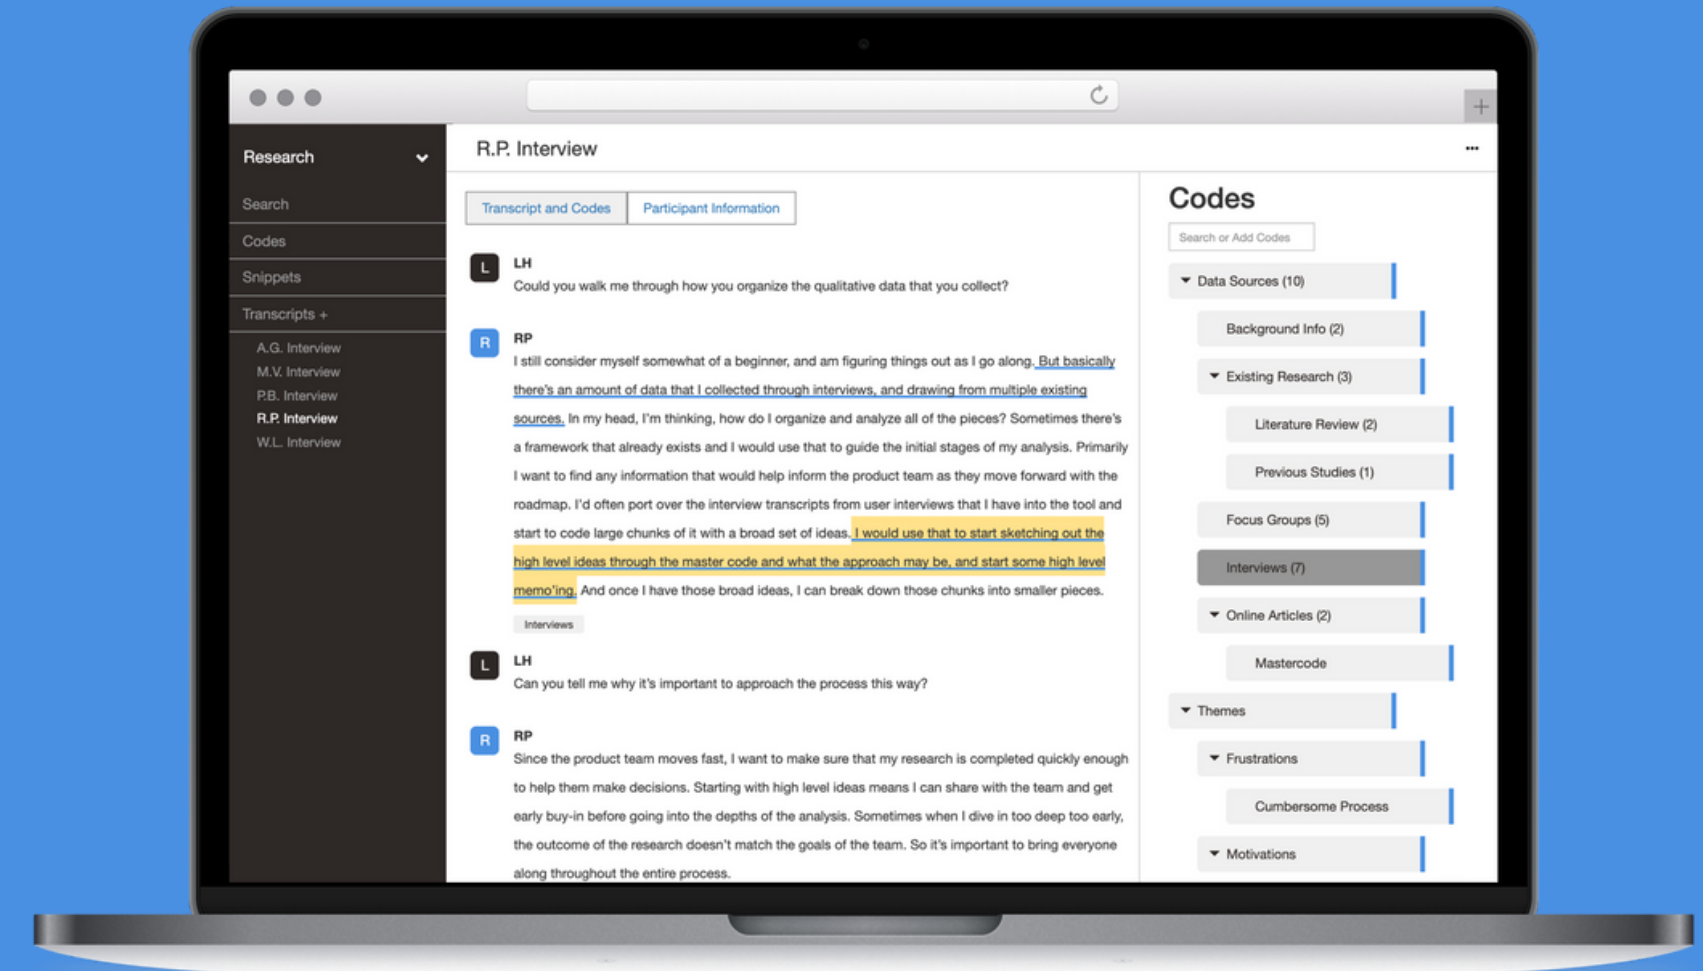 Research
Search
Codes
Snippets
Transcripts +
A.G. Interview
M.V. Interview
P.B. Interview
R.P. Interview
W.L. Interview
R.P. Interview
Transcript and Codes
Participant Information
L
LH
Could you walk me through how you organize the qualitative data that you collect?
R
RP
I still consider myself somewhat of a beginner, and am figuring things out as I go along. But basically
there's an amount of data that I collected through interviews, and drawing from multiple existing
sources. In my head, I'm thinking, how do I organize and analyze all of the pieces? Sometimes there's
a framework that already exists and I would use that to guide the initial stages of my analysis. Primarily
I want to find any information that would help inform the product team as they move forward with the
roadmap. I'd often port over the interview transcripts from user interviews that I have into the tool and
start to code large chunks of it with a broad set of ideas. I would use that to start sketching out the
high level ideas through the master code and what the approach may be, and start some high level
memo'ing. And once I have those broad ideas, I can break down those chunks into smaller pieces.
Interviews
L
LH
Can you tell me why it's important to approach the process this way?
R
RP
Since the product team moves fast, I want to make sure that my research is completed quickly enough
to help them make decisions. Starting with high level ideas means I can share with the team and get
early buy-in before going into the depths of the analysis. Sometimes when I dive in too deep too early,
the outcome of the research doesn't match the goals of the team. So it's important to bring everyone
along throughout the entire process.
Codes
Search or Add Codes
Data Sources (10)
Background Info (2)
Existing Research (3)
Literature Review (2)
Previous Studies (1)
Focus Groups (5)
Interviews (7)
Online Articles (2)
Mastercode
Themes
Frustrations
Cumbersome Process
Motivations